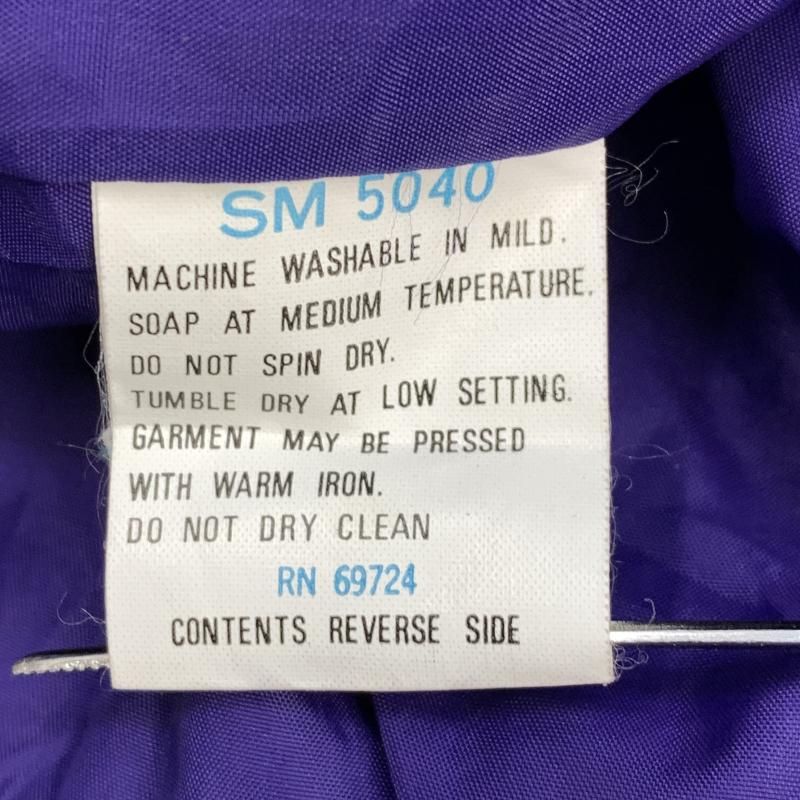 SM 5040
MACHINE WASHABLE IN MILD.
SOAP AT MEDIUM TEMPERATURE.
DO NOT SPIN DRY.
TUMBLE DRY AT LOW SETTING.
GARMENT MAY BE PRESSED
WITH WARM IRON.
DO NOT DRY CLEAN
RN 69724
CONTENTS REVERSE SIDE